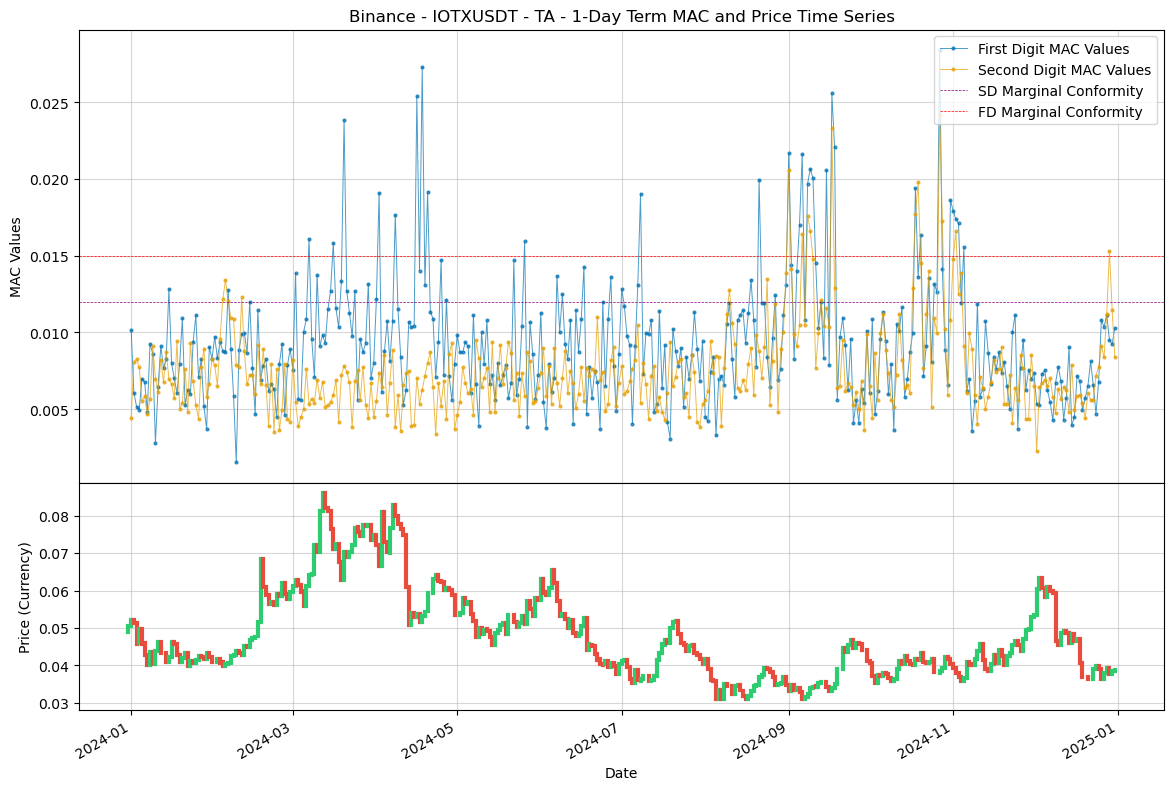 Binance - IOTXUSDT - TA - 1-Day Term MAC and Price Time Series
First Digit MAC Values
Second Digit MAC Values
SD Marginal Conformity
FD Marginal Conformity
MAC Values
0.025
0.020
0.015
0.010
0.005
Price (Currency)
0.08
0.07
0.06
0.05
0.04
0.03
2024-01
2024-03
2024-05
2024-07
2024-09
2024-11
2025-01
Date